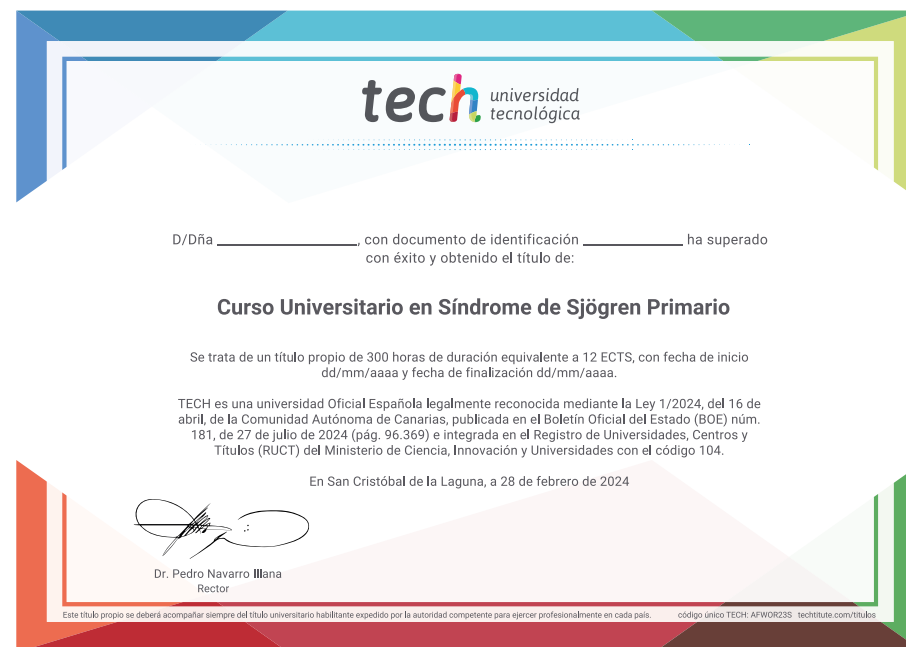 tech universidad
tecnológica
D/Dña ____________________, con documento de identificación ______________ ha superado
con éxito y obtenido el título de:
Curso Universitario en Síndrome de Sjögren Primario
Se trata de un título propio de 300 horas de duración equivalente a 12 ECTS, con fecha de inicio
dd/mm/aaaa y fecha de finalización dd/mm/aaaa.
TECH es una universidad Oficial Española legalmente reconocida mediante la Ley 1/2024, del 16 de
abril, de la Comunidad Autónoma de Canarias, publicada en el Boletín Oficial del Estado (BOE) núm.
181, de 27 de julio de 2024 (pág. 96.369) e integrada en el Registro de Universidades, Centros y
Títulos (RUCT) del Ministerio de Ciencia, Innovación y Universidades con el código 104.
En San Cristóbal de la Laguna, a 28 de febrero de 2024
Dr. Pedro Navarro Illana
Rector
Este título propio se deberá acompañar siempre del título universitario habilitante expedido por la autoridad competente para ejercer profesionalmente en cada país. código único TECH: AFWOR23S techtitute.com/titulos